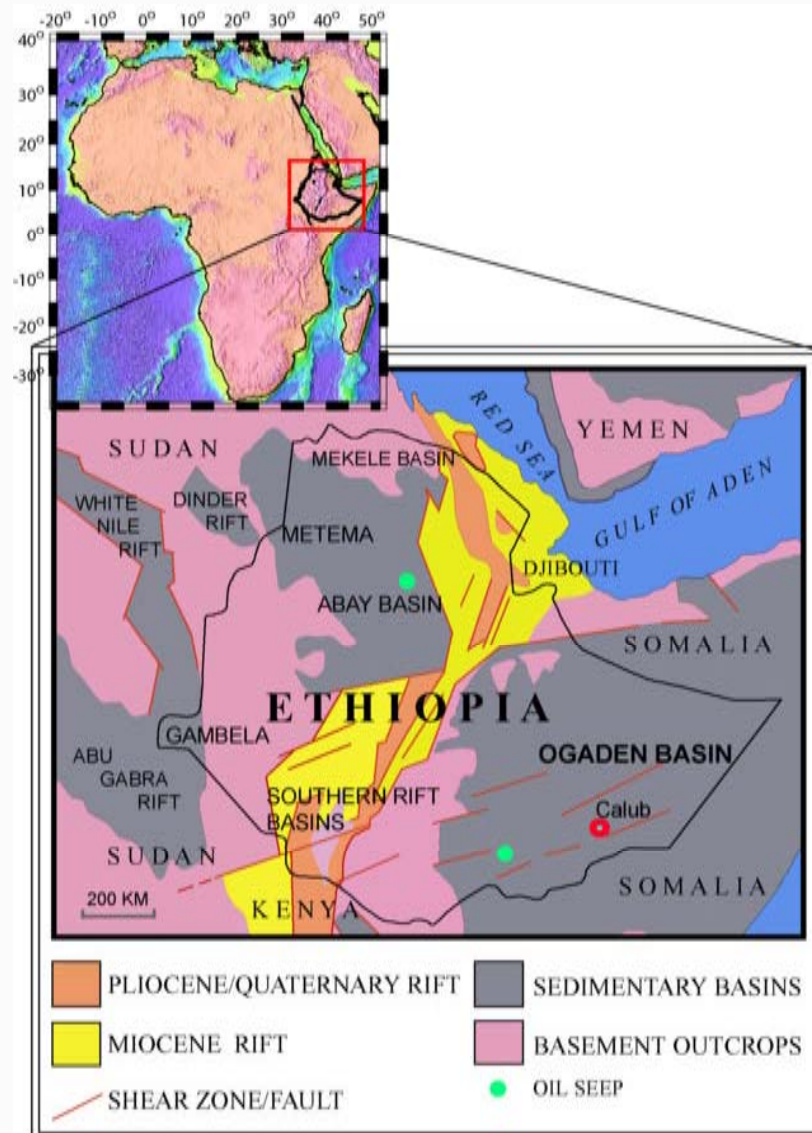 -20° -10° 0° 10° 20° 30° 40° 50°
40°
30°
20°
10°
0°
-10°
-20°
-30°
SUDAN
MEKELE BASIN
RED SEA
YEMEN
WHITE
NILE
RIFT
DINDER
RIFT
METEMA
GULF OF ADEN
DJIBOUTI
ABAY BASIN
SOMALIA
ETHIOPIA
GAMBELA
OGADEN BASIN
ABU
GABRA
RIFT
SOUTHERN RIFT
BASINS
Calub
SUDAN
SOMALIA
200 KM
KENYA
PLIOCENE/QUATERNARY RIFT
SEDIMENTARY BASINS
MIOCENE RIFT
BASEMENT OUTCROPS
SHEAR ZONE/FAULT
OIL SEEP